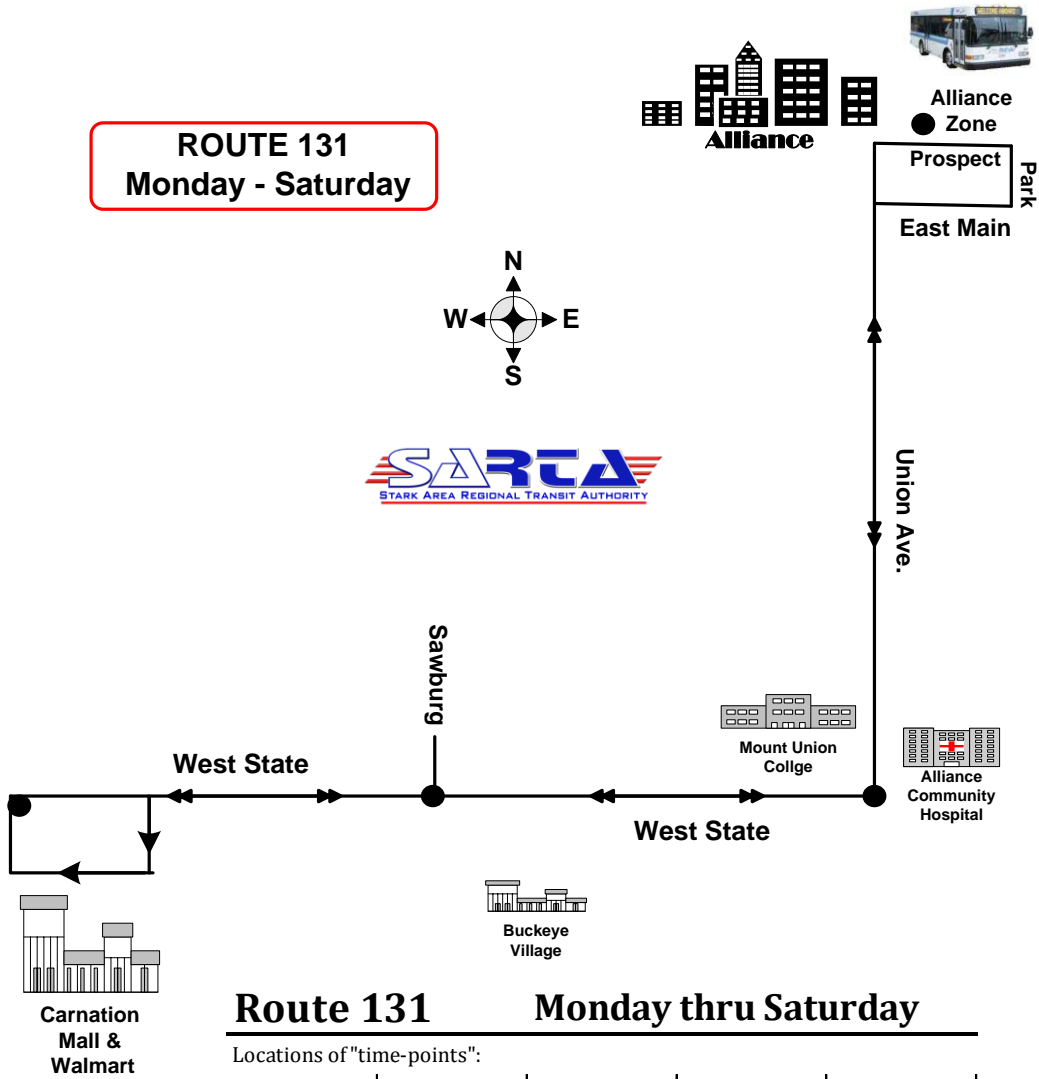 Alliance
Alliance
Zone
ROUTE 131
Monday - Saturday
Prospect
Park
East Main
N
W
E
S
SARTA
STARK AREA REGIONAL TRANSIT AUTHORITY
Union Ave.
Sawburg
Mount Union
Collge
Alliance
Community
Hospital
West State
West State
Buckeye
Village
Carnation
Mall &
Walmart
Route 131 Monday thru Saturday
Locations of "time-points":